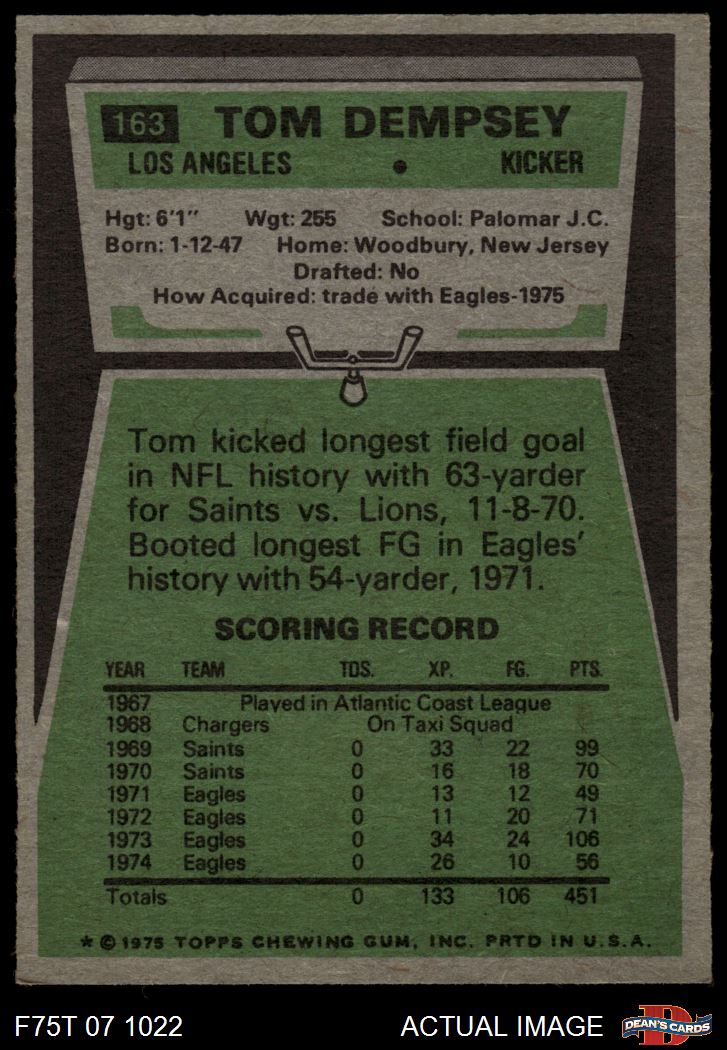 163 TOM DEMPSEY
LOS ANGELES • KICKER
Hgt: 6'1" Wgt: 255 School: Palomar J.C.
Born: 1-12-47 Home: Woodbury, New Jersey
Drafted: No
How Acquired: trade with Eagles-1975
Tom kicked longest field goal
in NFL history with 63-yarder
for Saints vs. Lions, 11-8-70.
Booted longest FG in Eagles'
history with 54-yarder, 1971.
SCORING RECORD
YEAR TEAM TDS. XP. FG. PTS.
1967 Played in Atlantic Coast League
1968 Chargers On Taxi Squad
1969 Saints 0 33 22 99
1970 Saints 0 16 18 70
1971 Eagles 0 13 12 49
1972 Eagles 0 11 20 71
1973 Eagles 0 34 24 106
1974 Eagles 0 26 10 56
Totals 0 133 106 451
* © 1975 TOPPS CHEWING GUM, INC. PRTD IN U.S.A.
F75T 07 1022 ACTUAL IMAGE D DEAN'S CARDS